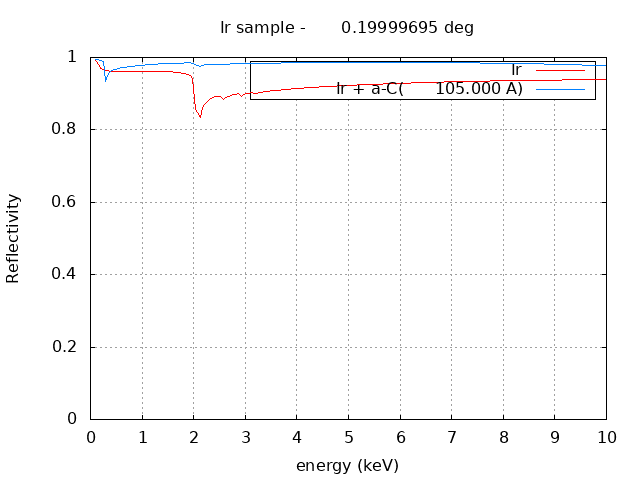 Ir sample -      0.19999695 deg
1
Ir
Ir + a-C(      105.000 A)
0.8
0.6
Reflectivity
0.4
0.2
0
0 1 2 3 4 5 6 7 8 9 10
energy (keV)